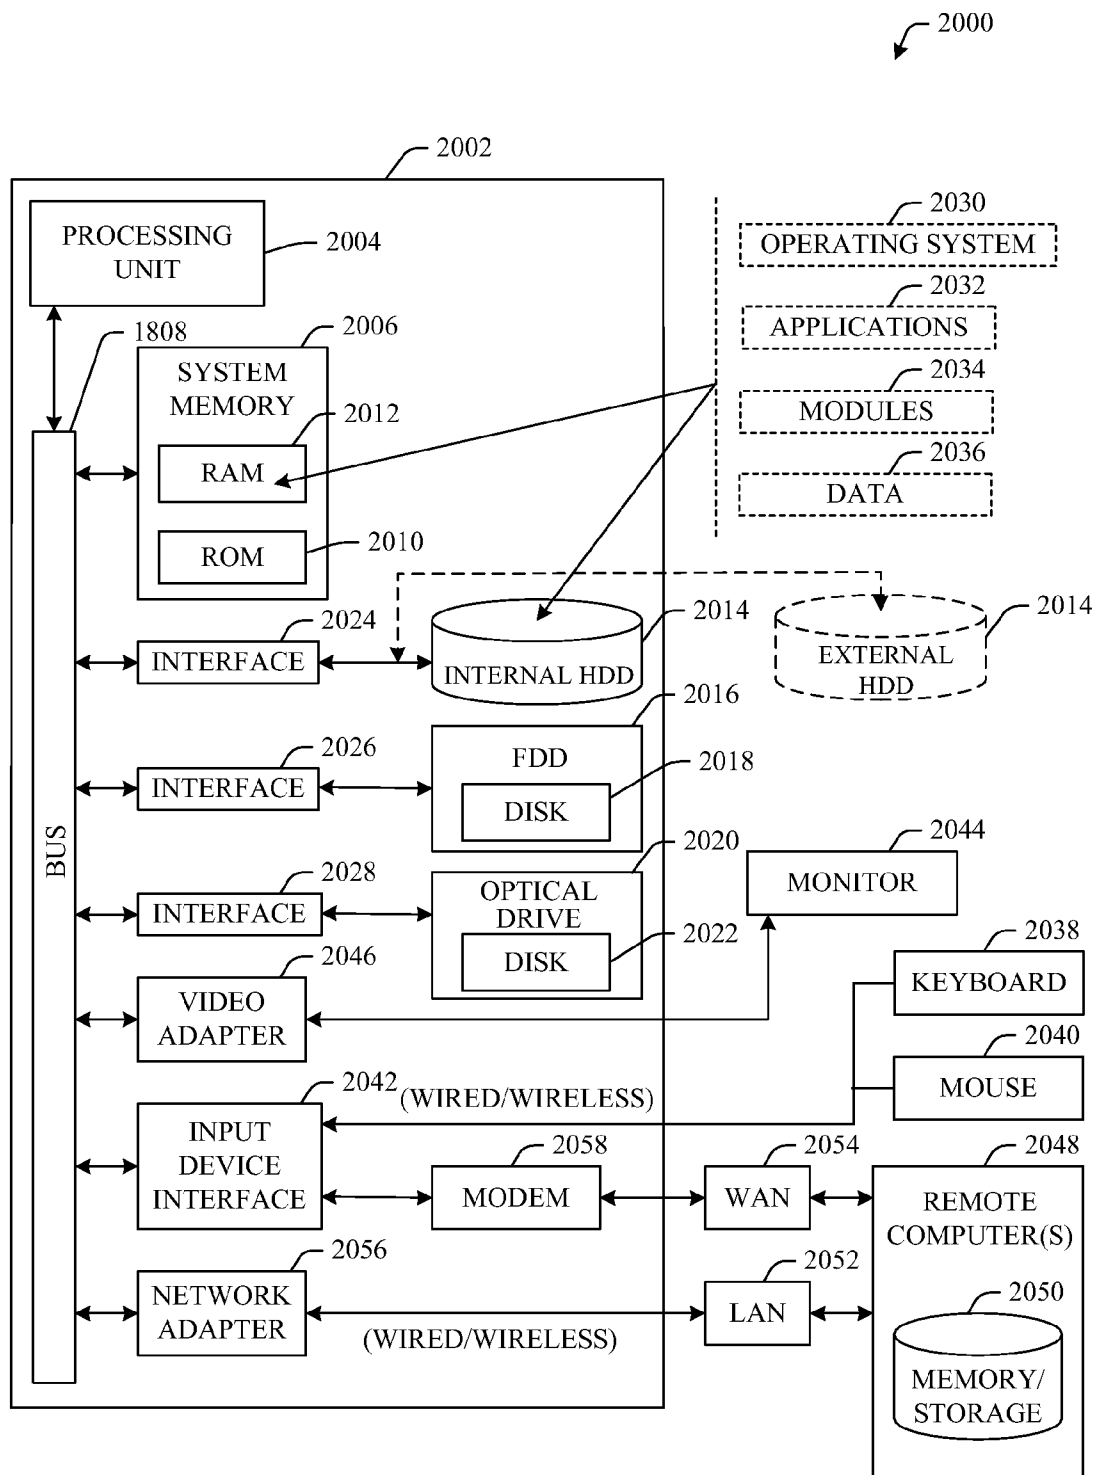 2000
2002
PROCESSING
UNIT
2004
1808
2006
SYSTEM
MEMORY
2012
RAM
ROM
2010
2030
OPERATING SYSTEM
2032
APPLICATIONS
2034
MODULES
2036
DATA
2024
INTERFACE
INTERNAL HDD
2014
EXTERNAL
HDD
2014
2026
INTERFACE
2016
FDD
2018
DISK
BUS
2028
INTERFACE
2020
OPTICAL
DRIVE
2022
DISK
2044
MONITOR
2046
VIDEO
ADAPTER
2038
KEYBOARD
2040
MOUSE
2042
(WIRED/WIRELESS)
INPUT
DEVICE
INTERFACE
2058
MODEM
2054
WAN
2048
REMOTE
COMPUTER(S)
2056
NETWORK
ADAPTER
(WIRED/WIRELESS)
2052
LAN
2050
MEMORY/
STORAGE